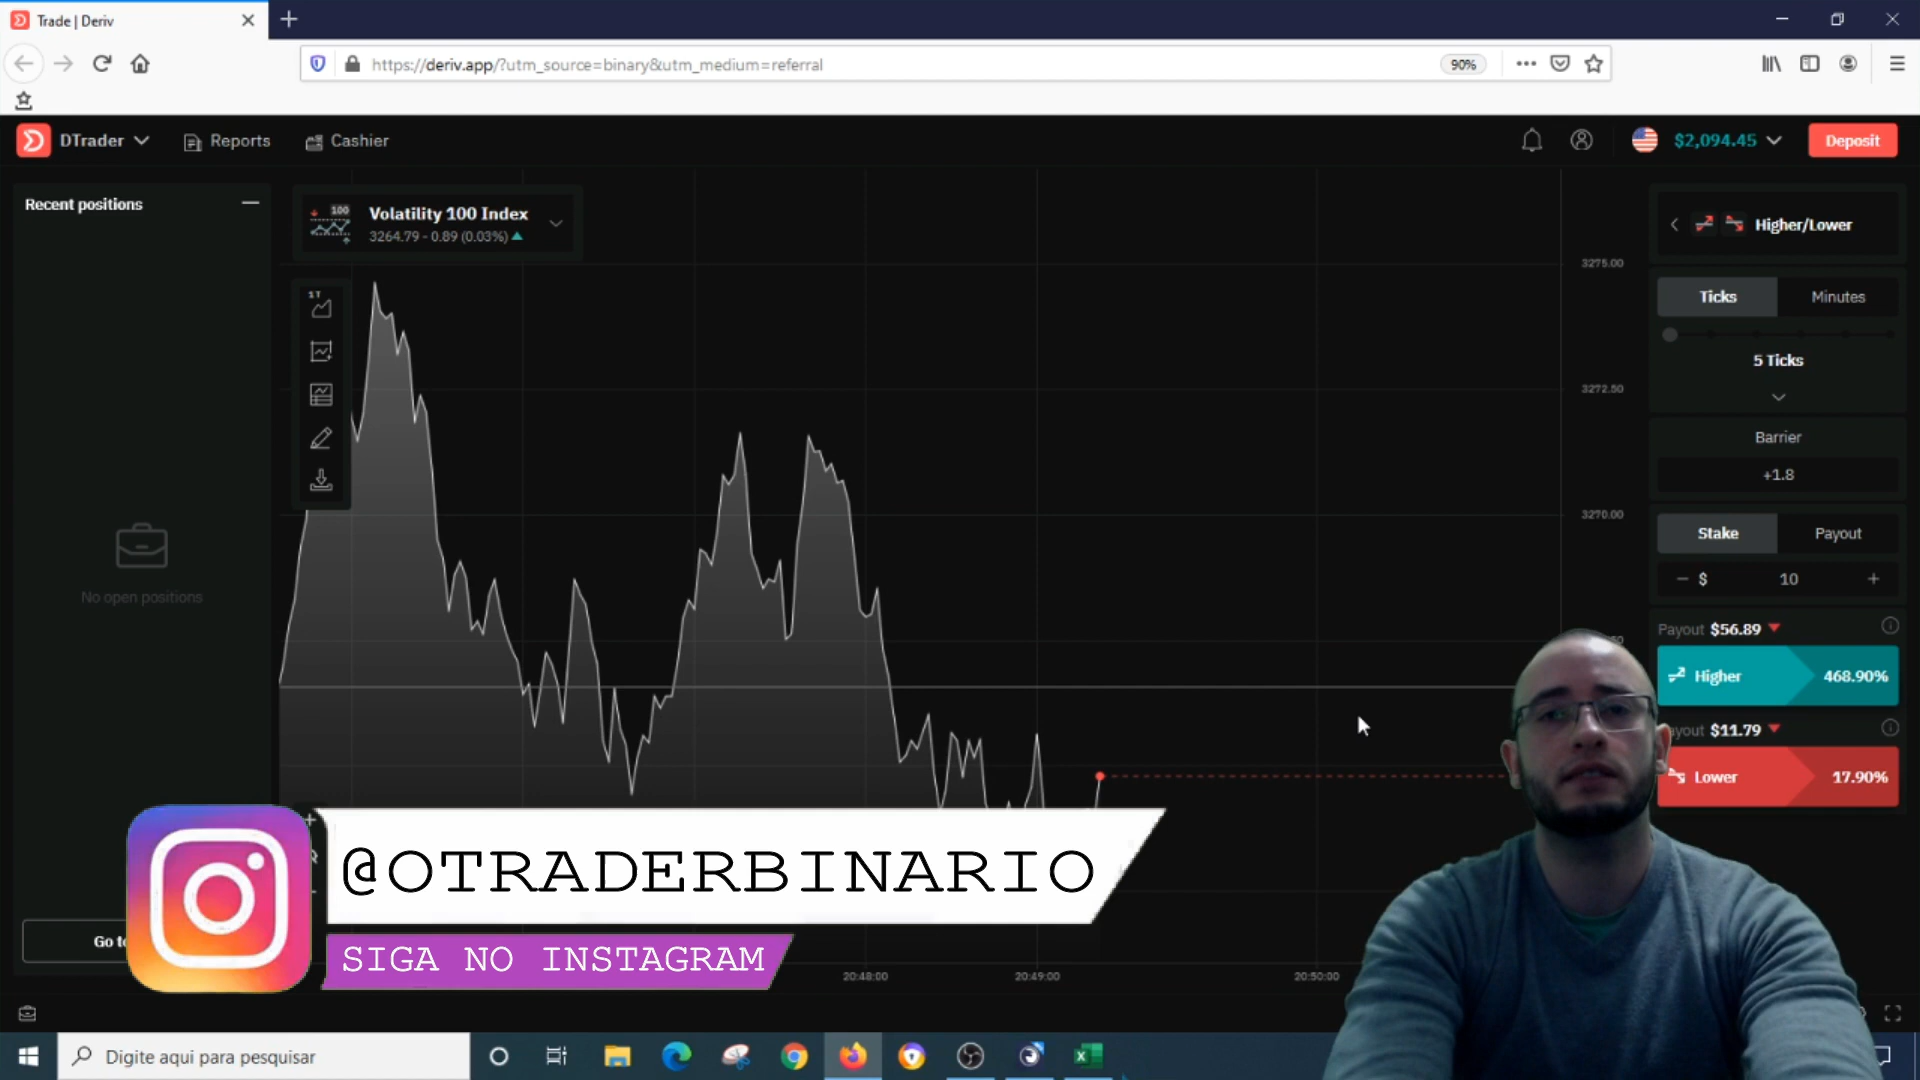 Trade | Deriv
https://deriv.app/?utm_source=binary&utm_medium=referral
90%
DTrader
Reports
Cashier
$2,094.45
Deposit
Recent positions
100
Volatility 100 Index
3264.79 - 0.89 (0.03%)
Higher/Lower
3275.00
1T
Ticks
Minutes
5 Ticks
3272.50
Barrier
+1.8
3270.00
Stake
Payout
- $ 10 +
No open positions
Payout $56.89
Higher 468.90%
$11.79
Lower 17.90%
@OTRADERBINARIO
Go to
SIGA NO INSTAGRAM
20:48:00
20:49:00
20:50:00
Digite aqui para pesquisar